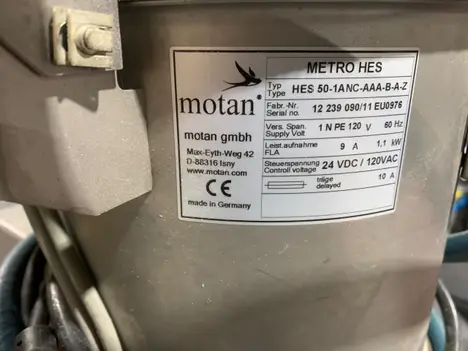 motan®
motan gmbh
Max-Eyth-Weg 42
D-88316 Isny
www.motan.com
CE
made in Germany
METRO HES
Typ
Type HES 50-1ANC-AAA-B-A-Z
Fabr.-Nr.
Serial no. 12 239 090/11 EU0976
Vers. Span.
Supply Volt 1 N PE 120 V 60 Hz
Leist.aufnahme
FLA 9 A 1,1 kW
Steuerspannung
Controll voltage 24 VDC / 120VAC
träge
delayed 10 A